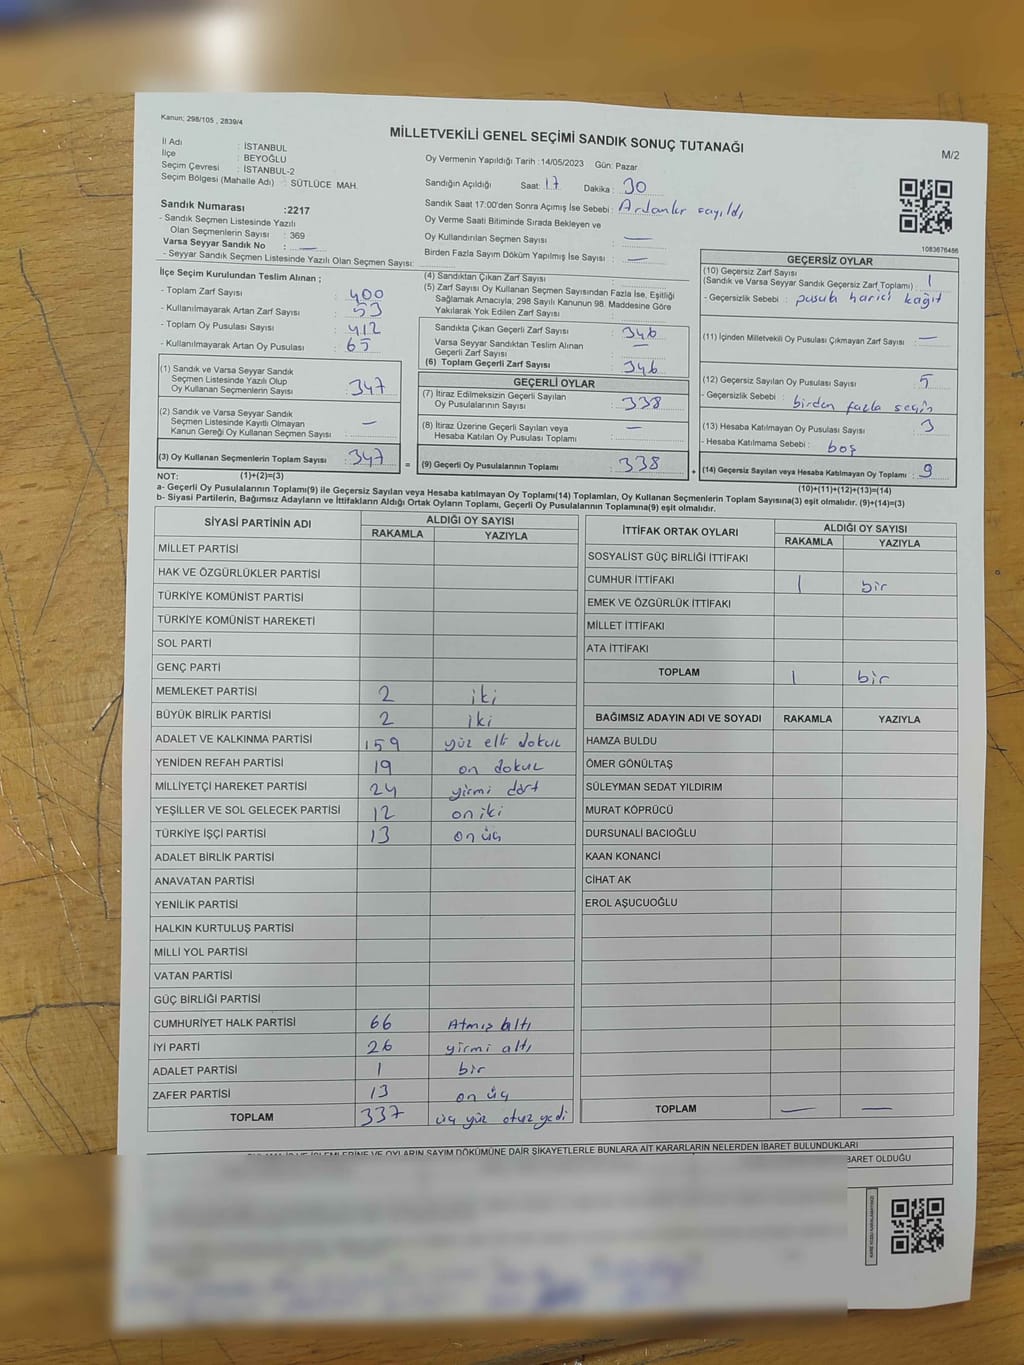 Kanun; 298/105 , 2839/4
MİLLETVEKİLİ GENEL SEÇİMİ SANDIK SONUÇ TUTANAĞI
M/2
İl Adı : İSTANBUL
İlçe : BEYOĞLU
Seçim Çevresi : İSTANBUL-2
Seçim Bölgesi (Mahalle Adı) : SÜTLÜCE MAH.
Oy Vermenin Yapıldığı Tarih : 14/05/2023 Gün: Pazar
Sandığın Açıldığı Saat: 17 Dakika : 30
Sandık Saat 17:00'den Sonra Açımış İse Sebebi : sayıldı
Oy Verme Saati Bitiminde Sırada Bekleyen ve
Oy Kullandırılan Seçmen Sayısı : —
Birden Fazla Sayım Döküm Yapılmış İse Sayısı : —
1083676486
Sandık Numarası :2217
- Sandık Seçmen Listesinde Yazılı
Olan Seçmenlerin Sayısı : 369
Varsa Seyyar Sandık No : —
- Seyyar Sandık Seçmen Listesinde Yazılı Olan Seçmen Sayısı:
İlçe Seçim Kurulundan Teslim Alınan ;
- Toplam Zarf Sayısı : 400
- Kullanılmayarak Artan Zarf Sayısı : 53
- Toplam Oy Pusulası Sayısı : 412
- Kullanılmayarak Artan Oy Pusulası : 65
(1) Sandık ve Varsa Seyyar Sandık
Seçmen Listesinde Yazılı Olup
Oy Kullanan Seçmenlerin Sayısı : 347
(2) Sandık ve Varsa Seyyar Sandık
Seçmen Listesinde Kayıtlı Olmayan
Kanun Gereği Oy Kullanan Seçmen Sayısı : —
(3) Oy Kullanan Seçmenlerin Toplam Sayısı : 347
(1)+(2)=(3)
(4) Sandıktan Çıkan Zarf Sayısı :
(5) Zarf Sayısı Oy Kullanan Seçmen Sayısından Fazla İse, Eşitliği
Sağlamak Amacıyla; 298 Sayılı Kanunun 98. Maddesine Göre
Yakılarak Yok Edilen Zarf Sayısı :
Sandıkta Çıkan Geçerli Zarf Sayısı : 346
Varsa Seyyar Sandıktan Teslim Alınan
Geçerli Zarf Sayısı : —
(6) Toplam Geçerli Zarf Sayısı : 346
GEÇERLİ OYLAR
(7) İtiraz Edilmeksizin Geçerli Sayılan
Oy Pusulalarının Sayısı : 338
(8) İtiraz Üzerine Geçerli Sayılan veya
Hesaba Katılan Oy Pusulası Toplamı : —
= (9) Geçerli Oy Pusulalarının Toplamı : 338 +
GEÇERSİZ OYLAR
(10) Geçersiz Zarf Sayısı
(Sandık ve Varsa Seyyar Sandık Geçersiz Zarf Toplamı) : 1
- Geçersizlik Sebebi : pusula harici kağıt
(11) İçinden Milletvekili Oy Pusulası Çıkmayan Zarf Sayısı : —
(12) Geçersiz Sayılan Oy Pusulası Sayısı : 5
- Geçersizlik Sebebi : birden fazla seçim
(13) Hesaba Katılmayan Oy Pusulası Sayısı : 3
- Hesaba Katılmama Sebebi : boş
(14) Geçersiz Sayılan veya Hesaba Katılmayan Oy Toplamı : 9
(10)+(11)+(12)+(13)=(14)
NOT:
a- Geçerli Oy Pusulalarının Toplamı(9) ile Geçersiz Sayılan veya Hesaba katılmayan Oy Toplamı(14) Toplamları, Oy Kullanan Seçmenlerin Toplam Sayısına(3) eşit olmalıdır. (9)+(14)=(3)
b- Siyasi Partilerin, Bağımsız Adayların ve İttifakların Aldığı Oyların Toplamı, Geçerli Oy Pusulalarının Toplamına(9) eşit olmalıdır.
SİYASİ PARTİNİN ADI ALDIĞI OY SAYISI
RAKAMLA YAZIYLA
MİLLET PARTİSİ
HAK VE ÖZGÜRLÜKLER PARTİSİ
TÜRKİYE KOMÜNİST PARTİSİ
TÜRKİYE KOMÜNİST HAREKETİ
SOL PARTİ
GENÇ PARTİ
MEMLEKET PARTİSİ 2 iki
BÜYÜK BİRLİK PARTİSİ 2 iki
ADALET VE KALKINMA PARTİSİ 159 yüz elli dokuz
YENİDEN REFAH PARTİSİ 19 on dokuz
MİLLİYETÇİ HAREKET PARTİSİ 24 yirmi dört
YEŞİLLER VE SOL GELECEK PARTİSİ 12 on iki
TÜRKİYE İŞÇİ PARTİSİ 13 on üç
ADALET BİRLİK PARTİSİ
ANAVATAN PARTİSİ
YENİLİK PARTİSİ
HALKIN KURTULUŞ PARTİSİ
MİLLİ YOL PARTİSİ
VATAN PARTİSİ
GÜÇ BİRLİĞİ PARTİSİ
CUMHURİYET HALK PARTİSİ 66 Atmış altı
İYİ PARTİ 26 yirmi altı
ADALET PARTİSİ 1 bir
ZAFER PARTİSİ 13 on üç
TOPLAM 337 üç yüz otuz yedi
İTTİFAK ORTAK OYLARI ALDIĞI OY SAYISI
RAKAMLA YAZIYLA
SOSYALİST GÜÇ BİRLİĞİ İTTİFAKI
CUMHUR İTTİFAKI 1 bir
EMEK VE ÖZGÜRLÜK İTTİFAKI
MİLLET İTTİFAKI
ATA İTTİFAKI
TOPLAM 1 bir
BAĞIMSIZ ADAYIN ADI VE SOYADI RAKAMLA YAZIYLA
HAMZA BULDU
ÖMER GÖNÜLTAŞ
SÜLEYMAN SEDAT YILDIRIM
MURAT KÖPRÜCÜ
DURSUNALİ BACIOĞLU
KAAN KONANCİ
CİHAT AK
EROL AŞUCUOĞLU
TOPLAM — —
İŞLEMLERİNE VE OYLARIN SAYIM DÖKÜMÜNE DAİR ŞİKAYETLERLE BUNLARA AİT KARARLARIN NELERDEN İBARET BULUNDUKLARI
BARET OLDUĞU